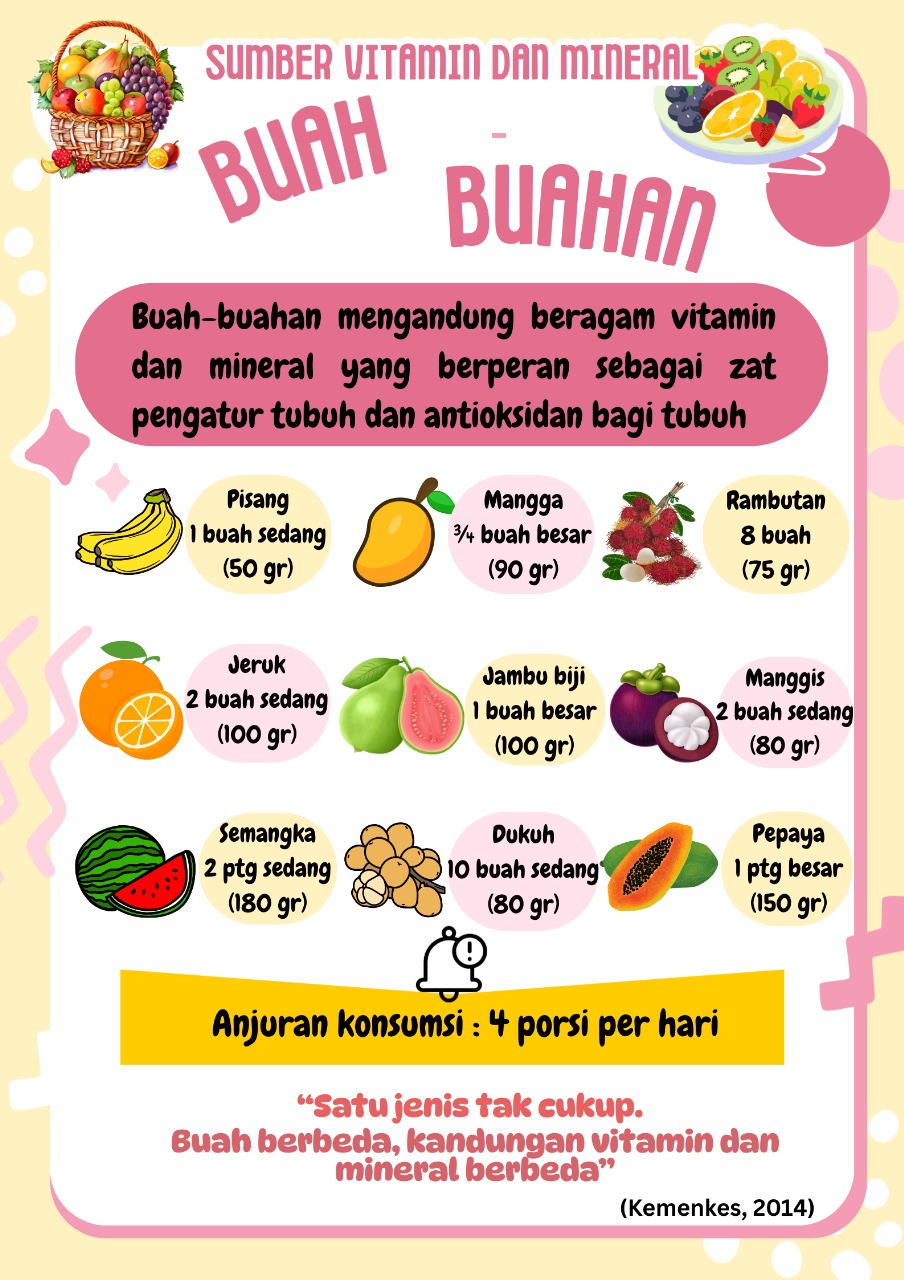 SUMBER VITAMIN DAN MINERAL
BUAH
-
BUAHAN
Buah-buahan mengandung beragam vitamin
dan mineral yang berperan sebagai zat
pengatur tubuh dan antioksidan bagi tubuh
Pisang
1 buah sedang
(50 gr)
Mangga
¾ buah besar
(90 gr)
Rambutan
8 buah
(75 gr)
Jeruk
2 buah sedang
(100 gr)
Jambu biji
1 buah besar
(100 gr)
Manggis
2 buah sedang
(80 gr)
Semangka
2 ptg sedang
(180 gr)
Dukuh
10 buah sedang
(80 gr)
Pepaya
1 ptg besar
(150 gr)
Anjuran konsumsi : 4 porsi per hari
“Satu jenis tak cukup.
Buah berbeda, kandungan vitamin dan
mineral berbeda”
(Kemenkes, 2014)